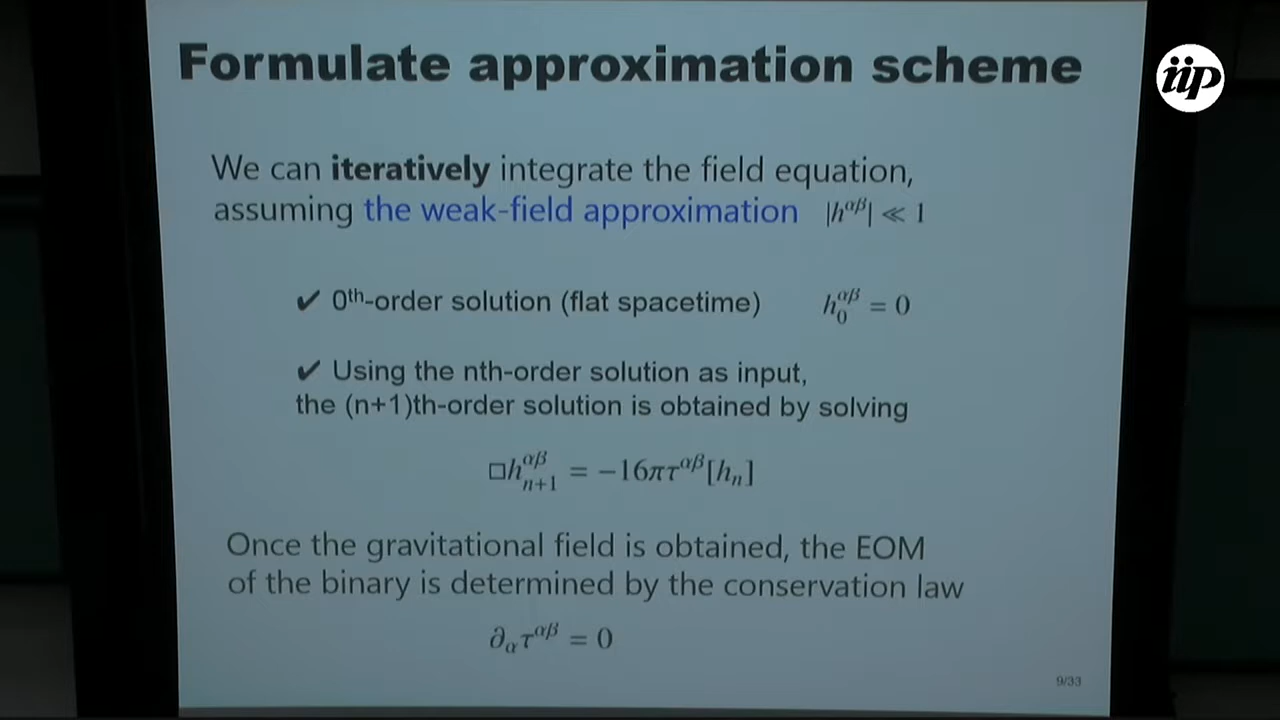 Formulate approximation scheme
iip
We can iteratively integrate the field equation,
assuming the weak-field approximation |h^{αβ}| ≪ 1
✔ 0th-order solution (flat spacetime) h_0^{αβ} = 0
✔ Using the nth-order solution as input,
the (n+1)th-order solution is obtained by solving
□h_{n+1}^{αβ} = −16πτ^{αβ}[h_n]
Once the gravitational field is obtained, the EOM
of the binary is determined by the conservation law
∂_α τ^{αβ} = 0
9/33